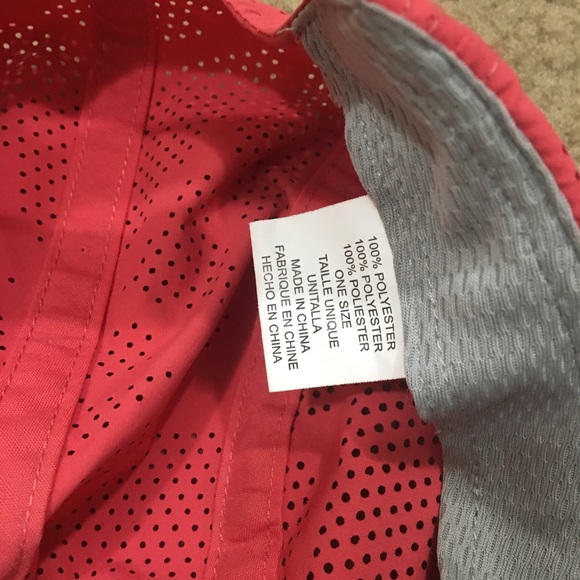 100% POLYESTER
100% POLYESTER
100% POLIESTER
ONE SIZE
TAILLE UNIQUE
UNITALLA
MADE IN CHINA
FABRIQUE EN CHINE
HECHO EN CHINA